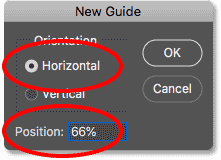 New Guide
Orientation
Horizontal
OK
Vertical
Cancel
Position: 66%